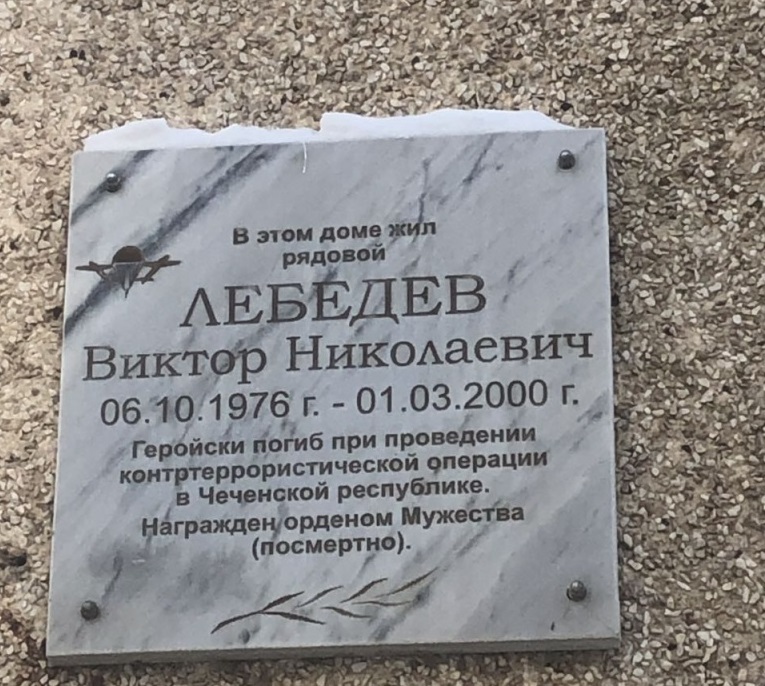 В этом доме жил
рядовой
ЛЕБЕДЕВ
Виктор Николаевич
06.10.1976 г. - 01.03.2000 г.
Геройски погиб при проведении
контртеррористической операции
в Чеченской республике.
Награжден орденом Мужества
(посмертно).